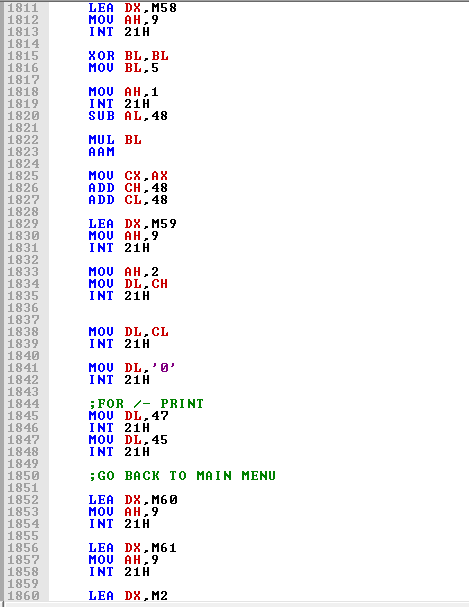 1811 LEA DX,M58
1812 MOV AH,9
1813 INT 21H
1814
1815 XOR BL,BL
1816 MOV BL,5
1817
1818 MOV AH,1
1819 INT 21H
1820 SUB AL,48
1821
1822 MUL BL
1823 AAM
1824
1825 MOV CX,AX
1826 ADD CH,48
1827 ADD CL,48
1828
1829 LEA DX,M59
1830 MOV AH,9
1831 INT 21H
1832
1833 MOV AH,2
1834 MOV DL,CH
1835 INT 21H
1836
1837
1838 MOV DL,CL
1839 INT 21H
1840
1841 MOV DL,'0'
1842 INT 21H
1843
1844 ;FOR /- PRINT
1845 MOV DL,47
1846 INT 21H
1847 MOV DL,45
1848 INT 21H
1849
1850 ;GO BACK TO MAIN MENU
1851
1852 LEA DX,M60
1853 MOV AH,9
1854 INT 21H
1855
1856 LEA DX,M61
1857 MOV AH,9
1858 INT 21H
1859
1860 LEA DX,M2